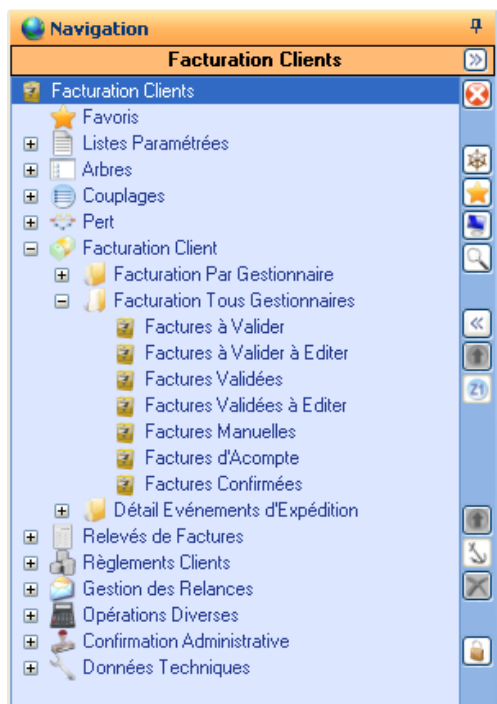 Navigation
Facturation Clients
Facturation Clients
Favoris
Listes Paramétrées
Arbres
Couplages
Pert
Facturation Client
Facturation Par Gestionnaire
Facturation Tous Gestionnaires
Factures à Valider
Factures à Valider à Editer
Factures Validées
Factures Validées à Editer
Factures Manuelles
Factures d'Acompte
Factures Confirmées
Détail Evénements d'Expédition
Relevés de Factures
Règlements Clients
Gestion des Relances
Opérations Diverses
Confirmation Administrative
Données Techniques